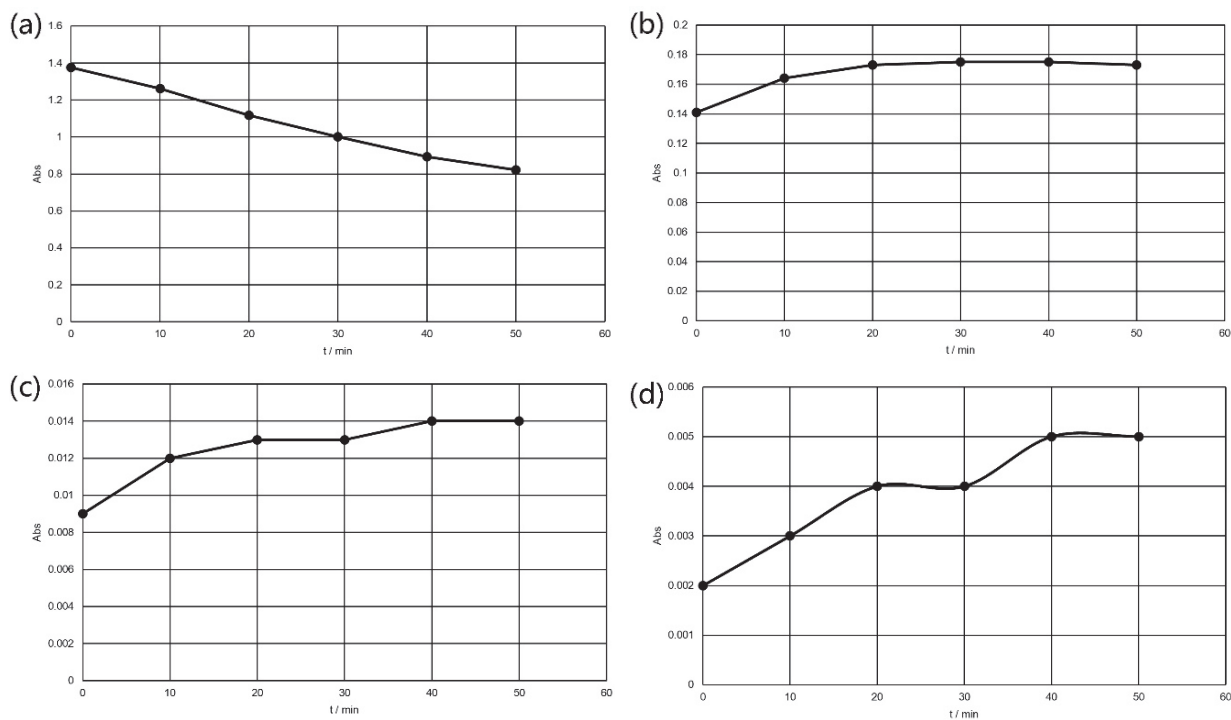 (a)
1.6
1.4
1.2
1
0.8
0.6
0.4
0.2
0
Abs
0 10 20 30 40 50 60
t / min
(b)
0.2
0.18
0.16
0.14
0.12
0.1
0.08
0.06
0.04
0.02
0
Abs
0 10 20 30 40 50 60
t / min
(c)
0.016
0.014
0.012
0.01
0.008
0.006
0.004
0.002
0
Abs
0 10 20 30 40 50 60
t / min
(d)
0.006
0.005
0.004
0.003
0.002
0.001
0
Abs
0 10 20 30 40 50 60
t / min